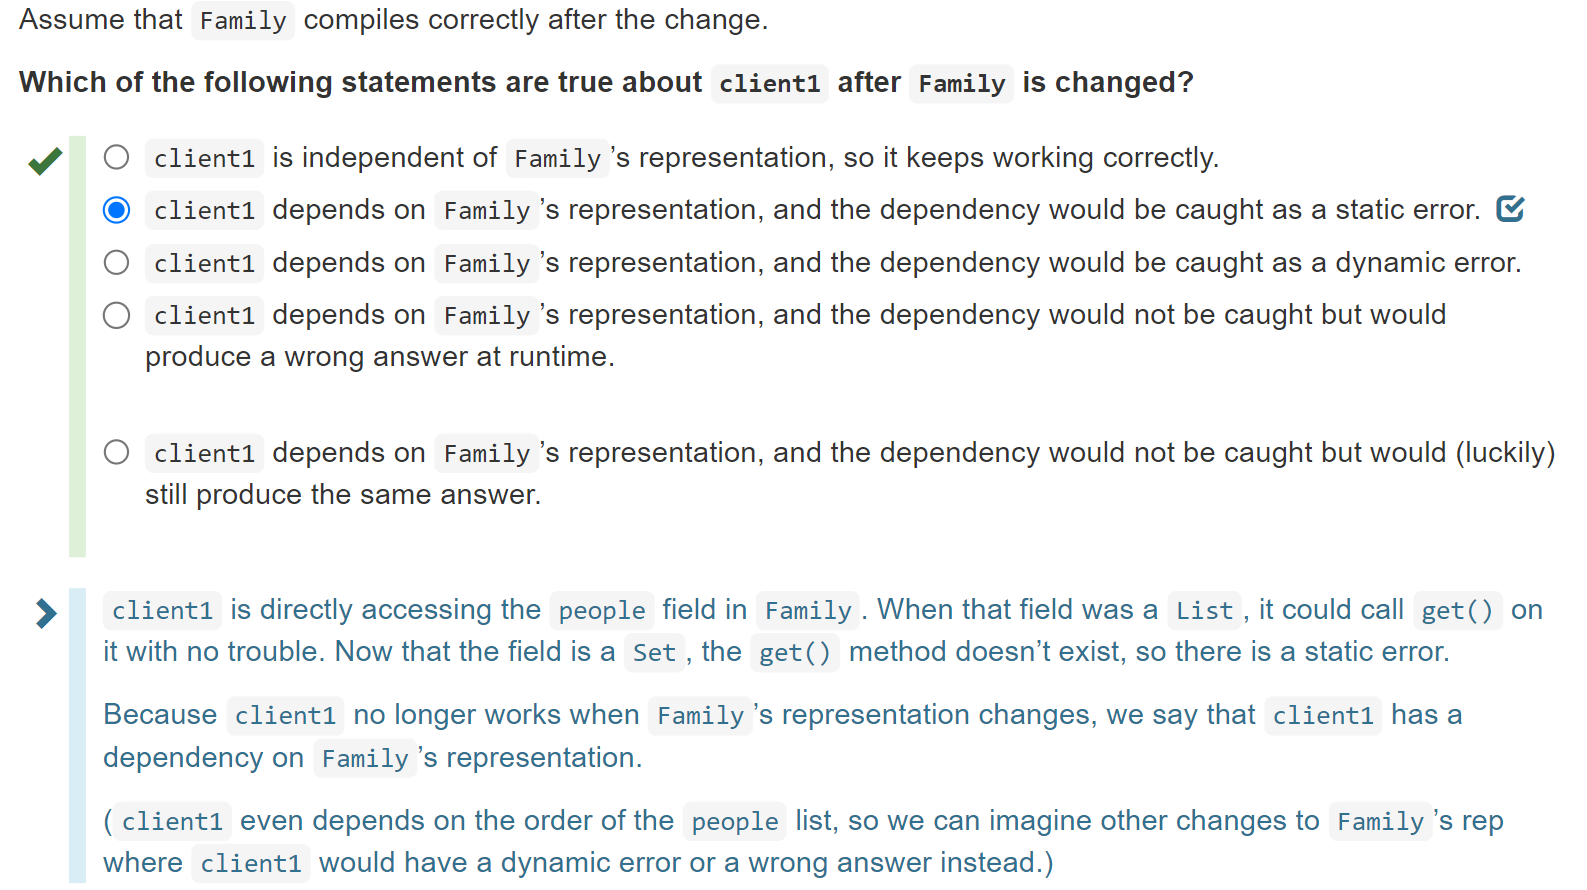 Assume that Family compiles correctly after the change.
Which of the following statements are true about client1 after Family is changed?
client1 is independent of Family’s representation, so it keeps working correctly.
client1 depends on Family’s representation, and the dependency would be caught as a static error.
client1 depends on Family’s representation, and the dependency would be caught as a dynamic error.
client1 depends on Family’s representation, and the dependency would not be caught but would
produce a wrong answer at runtime.
client1 depends on Family’s representation, and the dependency would not be caught but would (luckily)
still produce the same answer.
client1 is directly accessing the people field in Family. When that field was a List, it could call get() on
it with no trouble. Now that the field is a Set, the get() method doesn’t exist, so there is a static error.
Because client1 no longer works when Family’s representation changes, we say that client1 has a
dependency on Family’s representation.
(client1 even depends on the order of the people list, so we can imagine other changes to Family’s rep
where client1 would have a dynamic error or a wrong answer instead.)